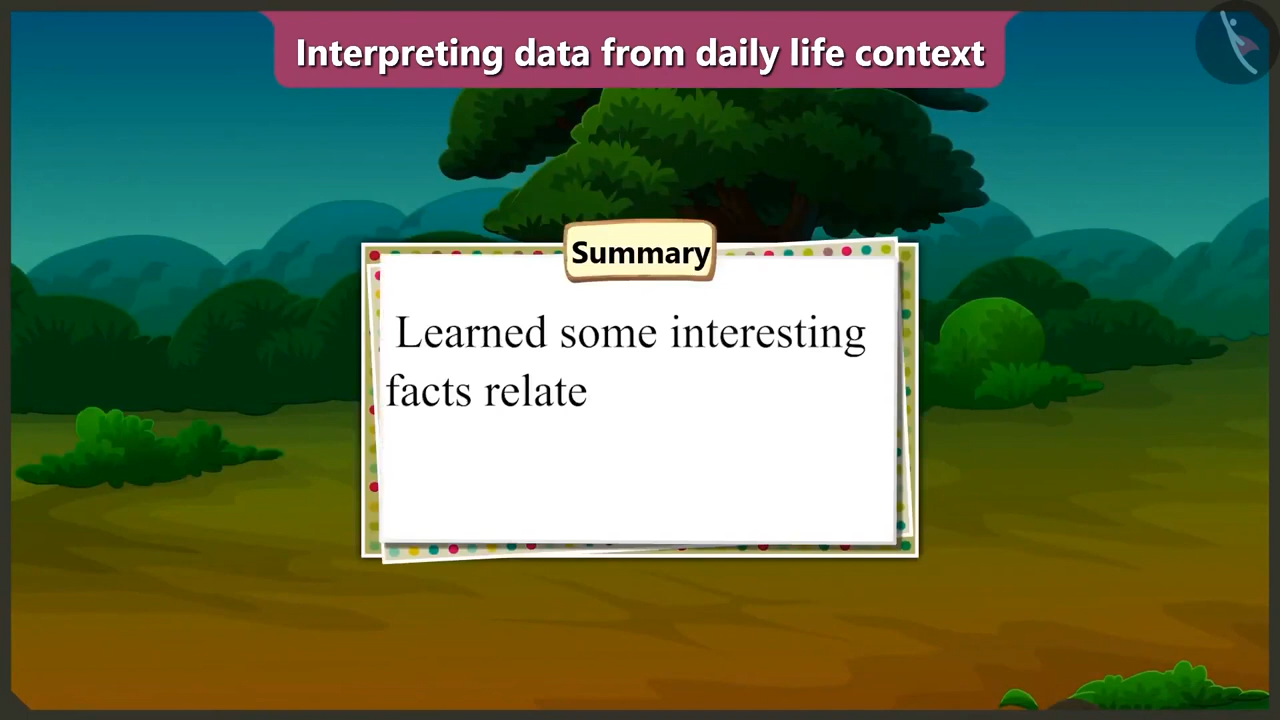 Interpreting data from daily life context
Summary
Learned some interesting
facts relate